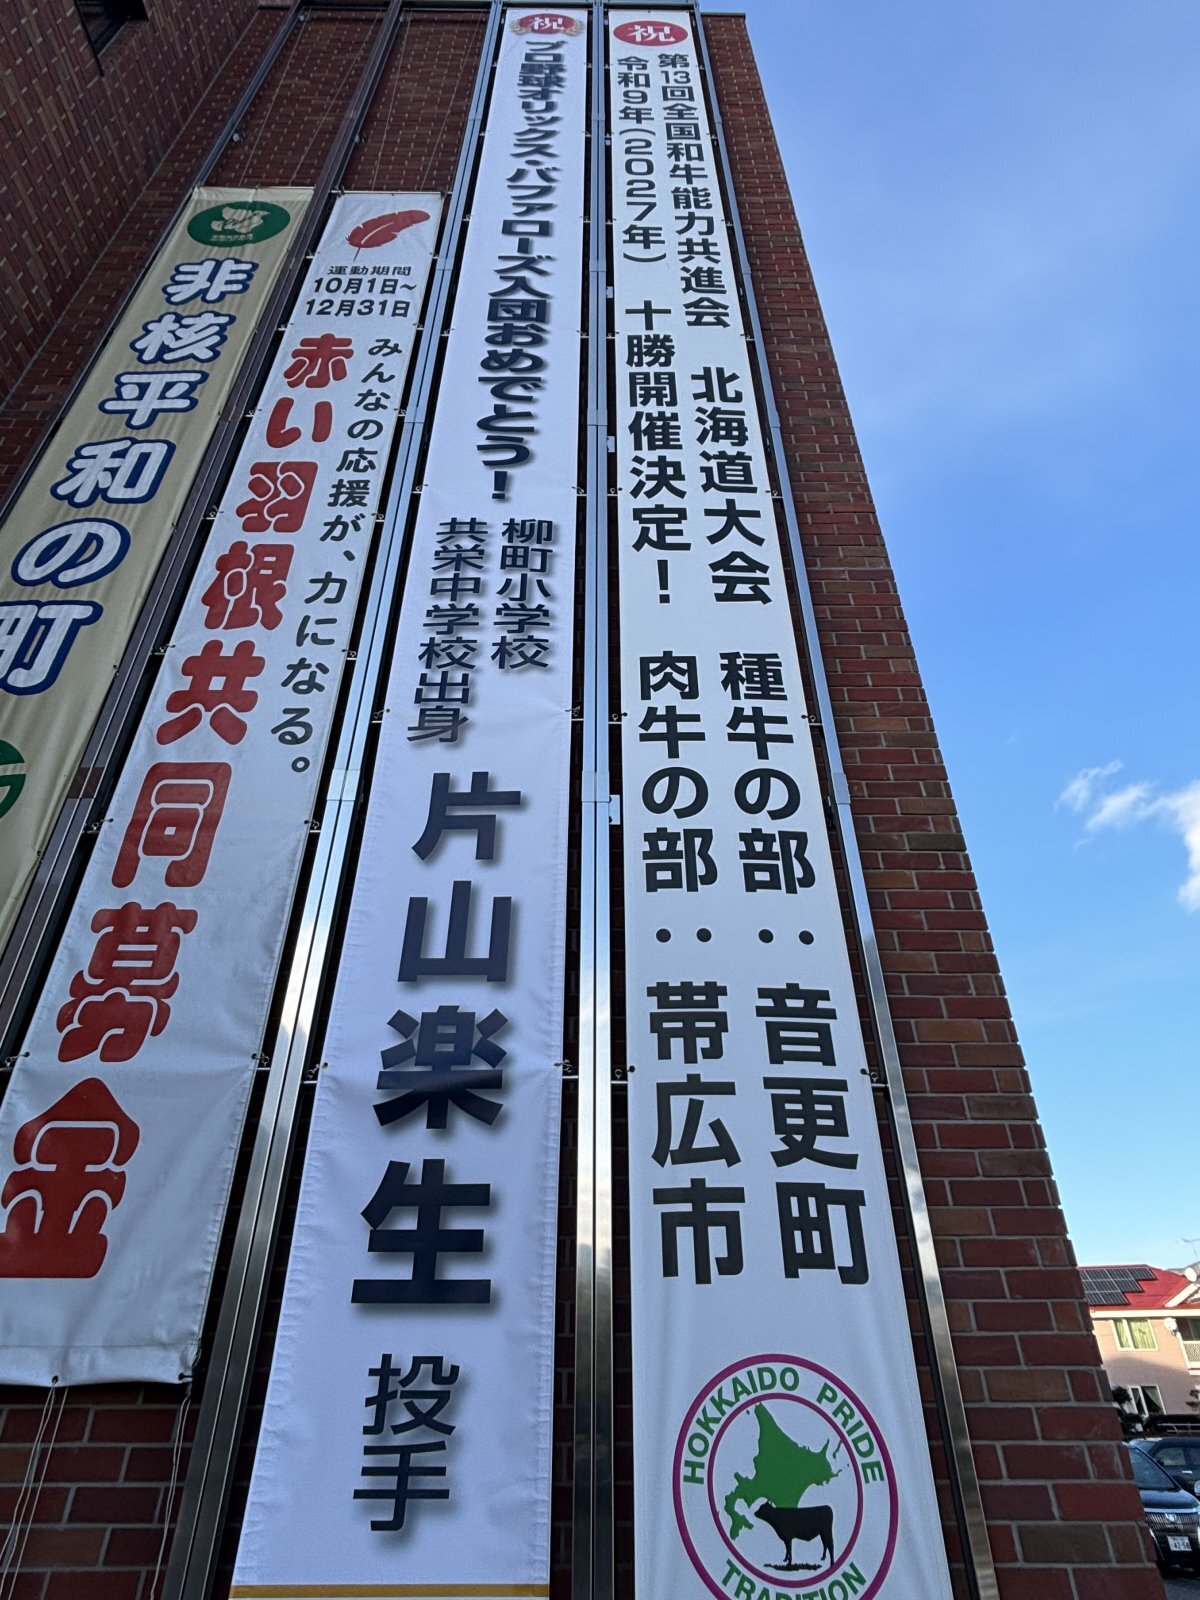 祝
第13回全国和牛能力共進会 北海道大会 種牛の部：音更町
令和9年（2027年） 十勝開催決定！ 肉牛の部：帯広市
HOKKAIDO PRIDE
TRADITION
祝
プロ野球オリックス・バファローズ入団おめでとう！
柳町小学校
共栄中学校出身
片山楽生 投手
運動期間
10月1日～
12月31日
みんなの応援が、力になる。
赤い羽根共同募金
非核平和の町